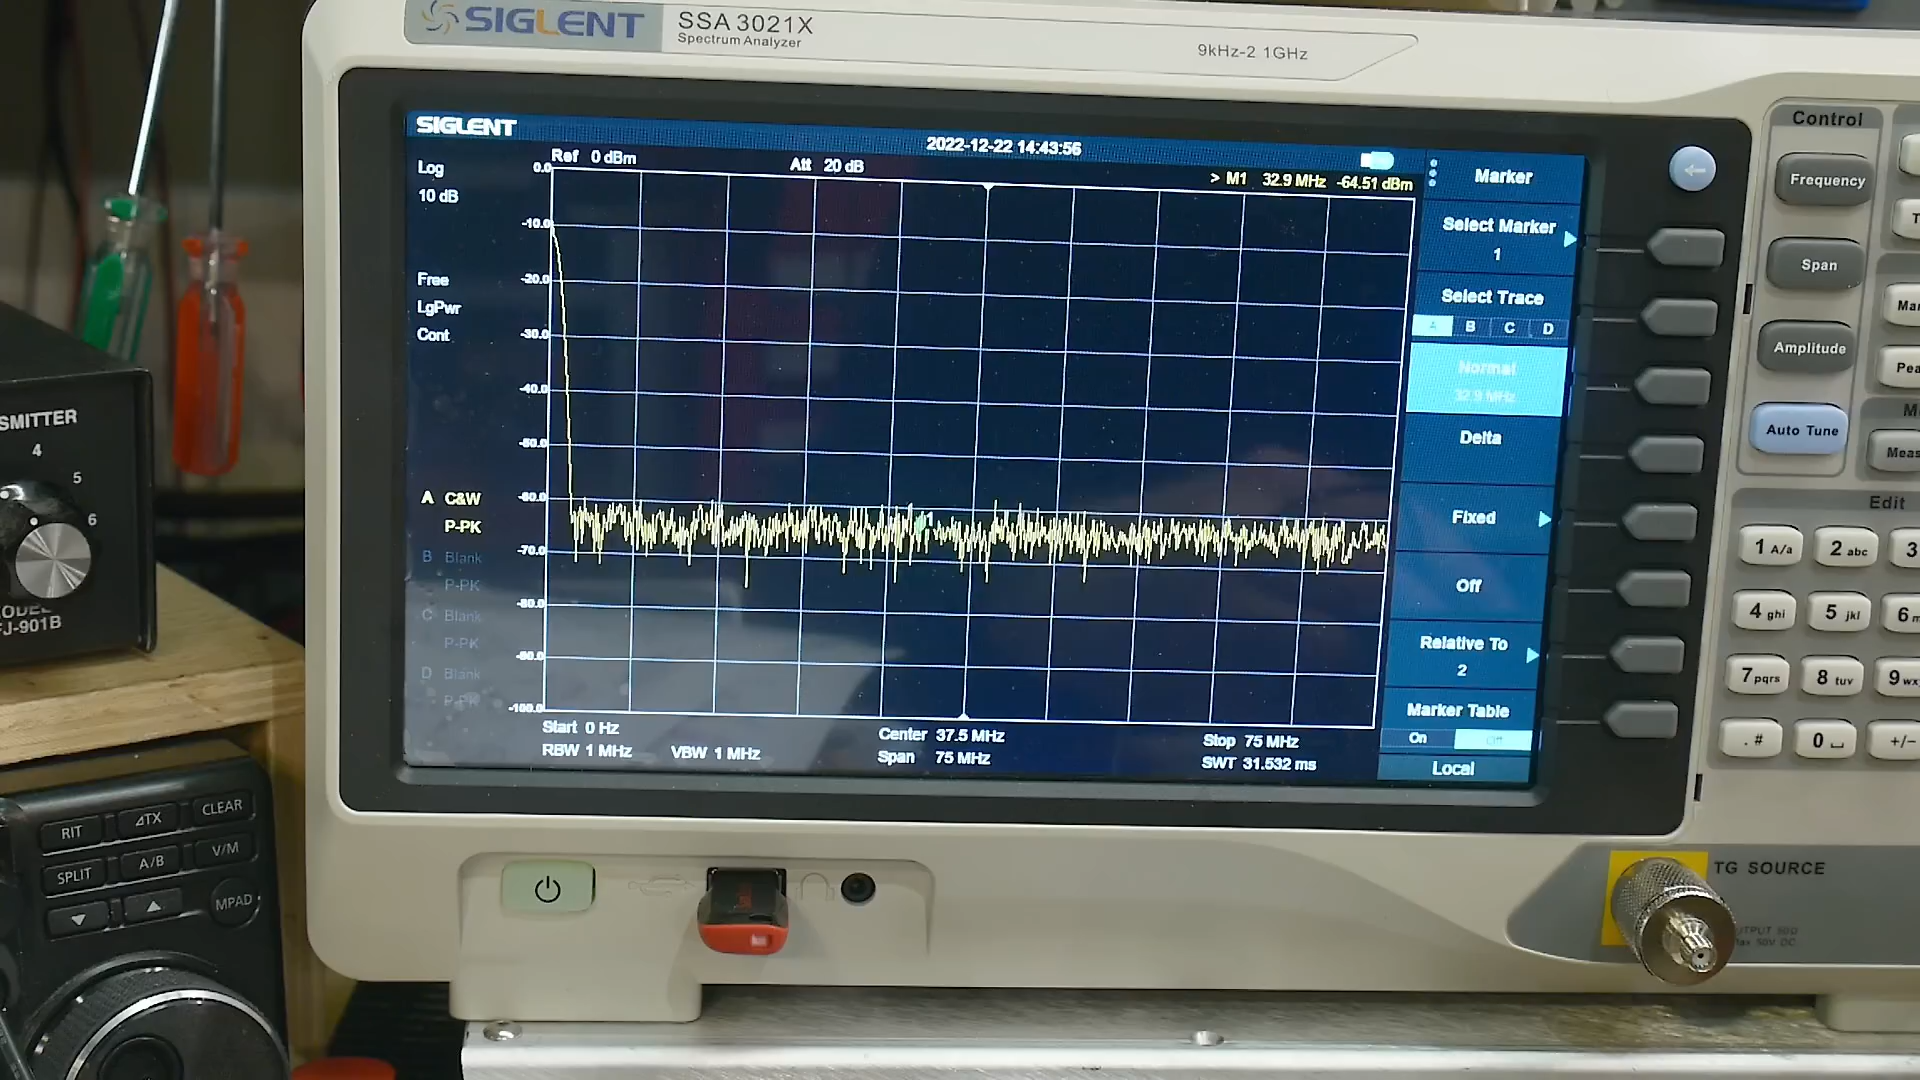 SIGLENT
SSA 3021X
Spectrum Analyzer
9kHz-2 1GHz
SIGLENT
2022-12-22 14:43:56
Log
10 dB
Ref 0 dBm
Att 20 dB
> M1 32.9 MHz -64.51 dBm
0.0
-10.0
-20.0
-30.0
-40.0
-50.0
-60.0
-70.0
-80.0
-90.0
-100.0
Free
LgPwr
Cont
A C&W
P-PK
B Blank
P-PK
C Blank
P-PK
D Blank
P-PK
1
Start 0 Hz
Center 37.5 MHz
Stop 75 MHz
RBW 1 MHz
VBW 1 MHz
Span 75 MHz
SWT 31.532 ms
Marker
Select Marker
1
Select Trace
A B C D
Normal
32.9 MHz
Delta
Fixed
Off
Relative To
2
Marker Table
On Off
Local
Control
Frequency
Span
Amplitude
Auto Tune
Edit
1 A/a
2 abc
3
4 ghi
5 jkl
6
7 pqrs
8 tuv
9
. #
0
+/-
TG SOURCE
SMITTER
4
5
6
J-901B
RIT
⊿TX
CLEAR
SPLIT
A/B
V/M
MPAD